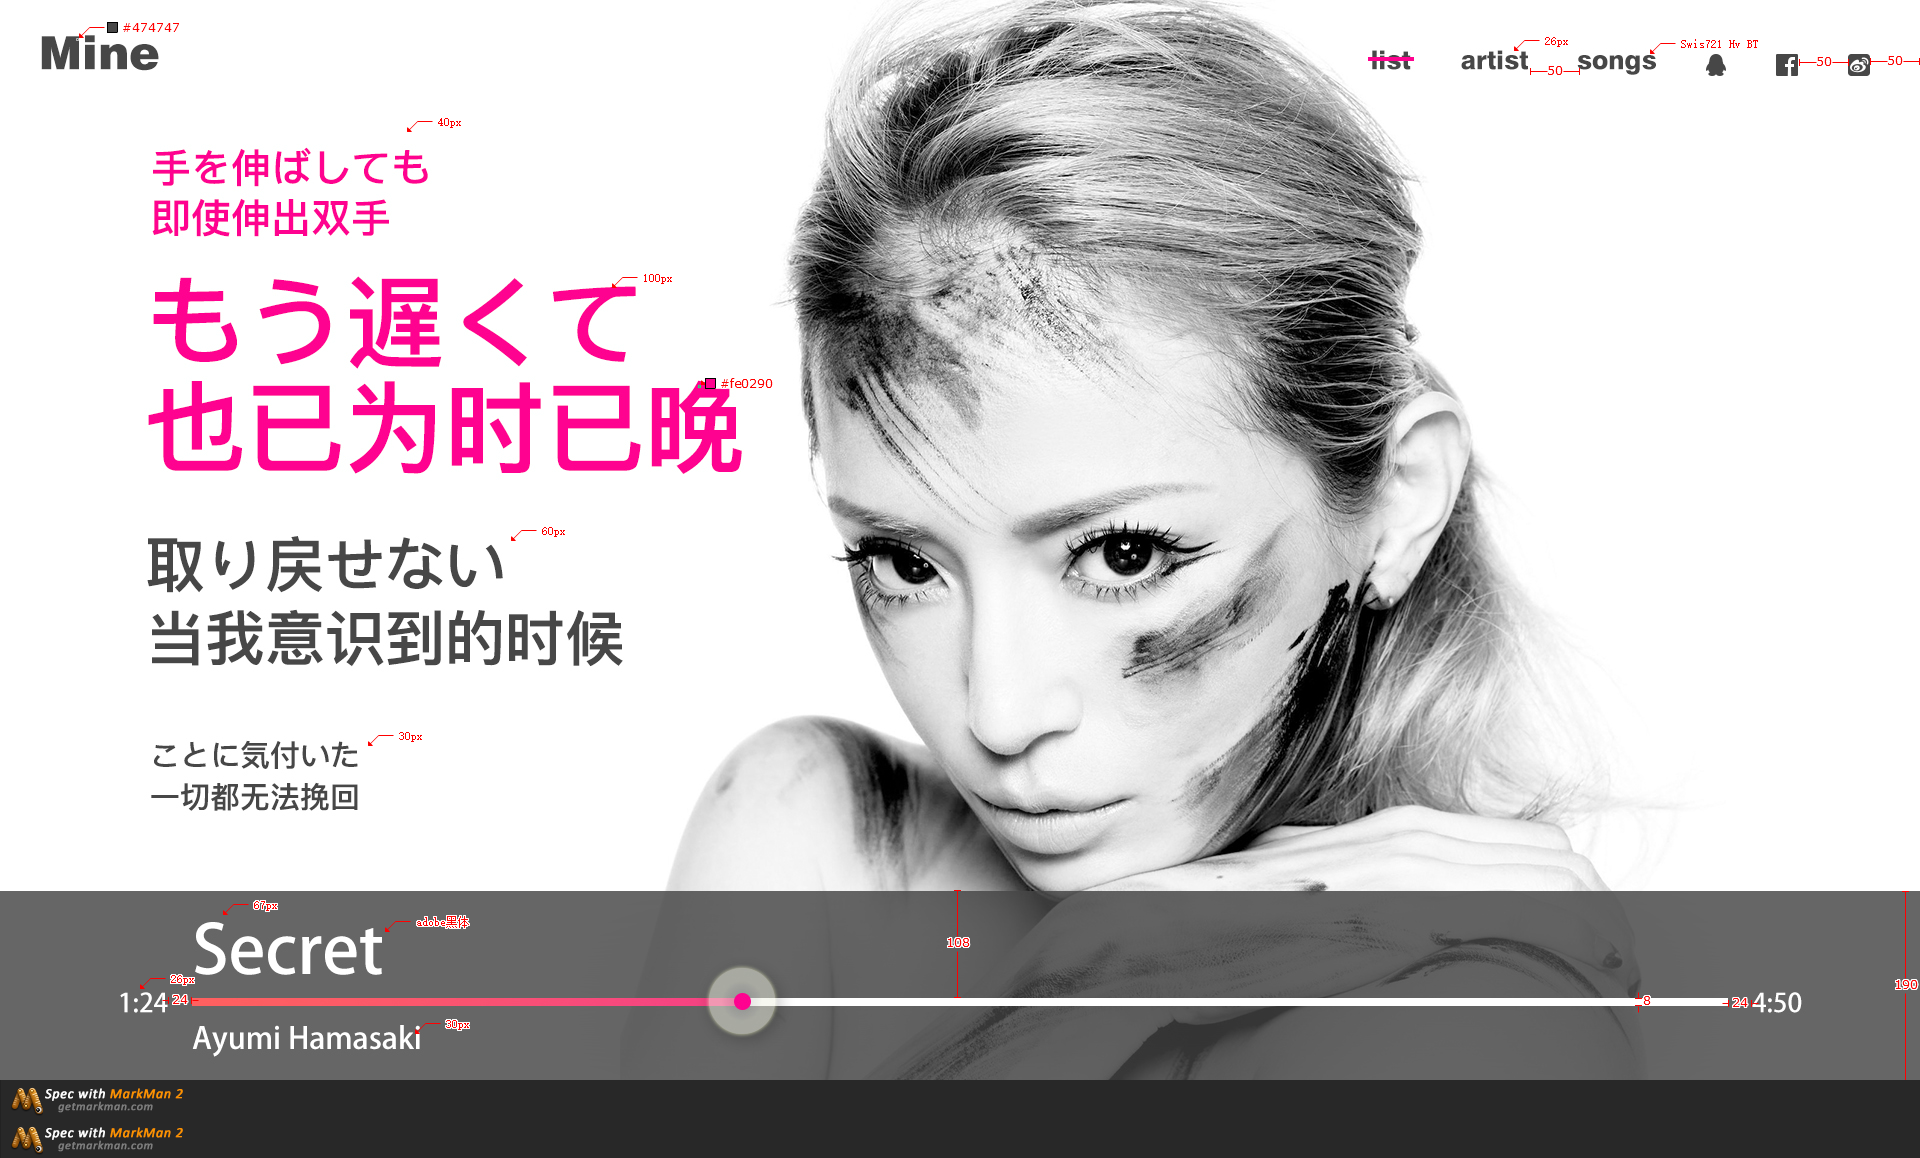 #474747
Mine
list
artist
songs
26px
50
Swis721 Hv BT
50
50
40px
手を伸ばしても
即使伸出双手
100px
もう遅くて
#fe0290
也已为时已晚
60px
取り戻せない
当我意识到的时候
30px
ことに気付いた
一切都无法挽回
67px
adobe黑体
Secret
108
26px
1:24
24
8
24
4:50
190
30px
Ayumi Hamasaki
Spec with MarkMan 2
getmarkman.com
Spec with MarkMan 2
getmarkman.com